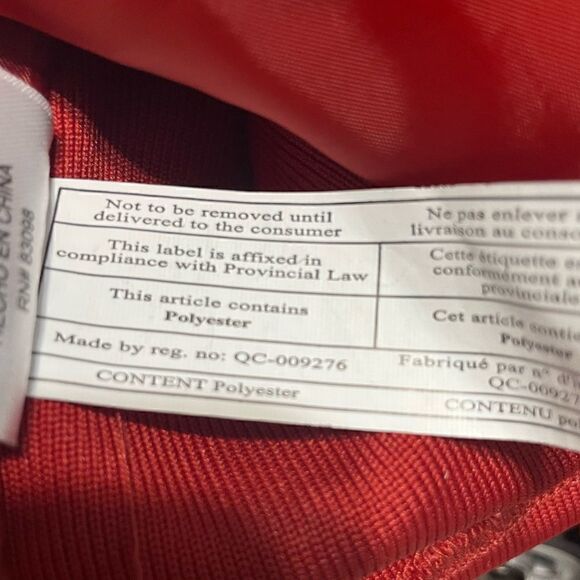 HECHO EN CHINA
RN# 83098
Not to be removed until
delivered to the consumer
This label is affixed in
compliance with Provincial Law
This article contains
Polyester
Made by reg. no: QC-009276
CONTENT Polyester
Ne pas enlever
livraison au
Cette étiquette
conformément
provinciale
Cet article
Polyester
Fabriqué par n°
QC-00927
CONTENU